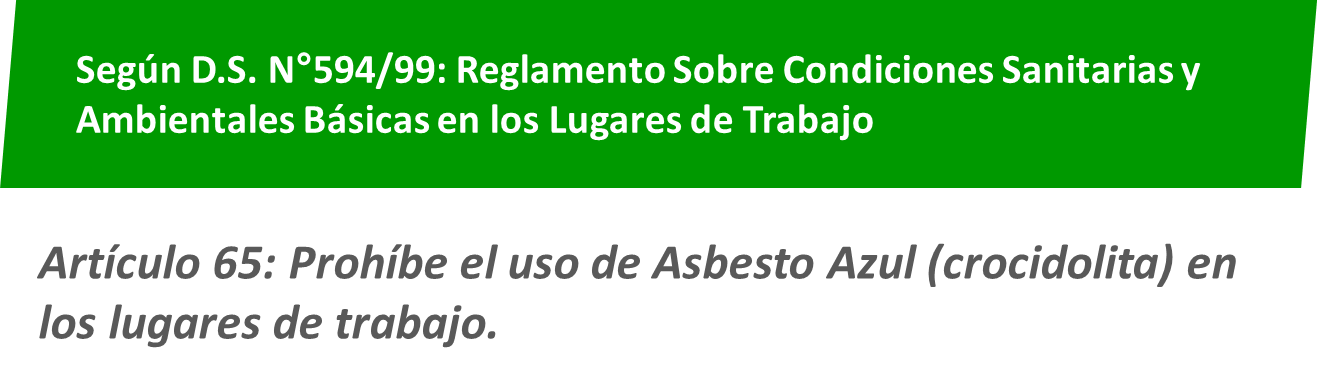 Según D.S. N°594/99: Reglamento Sobre Condiciones Sanitarias y
Ambientales Básicas en los Lugares de Trabajo
Artículo 65: Prohíbe el uso de Asbesto Azul (crocidolita) en
los lugares de trabajo.